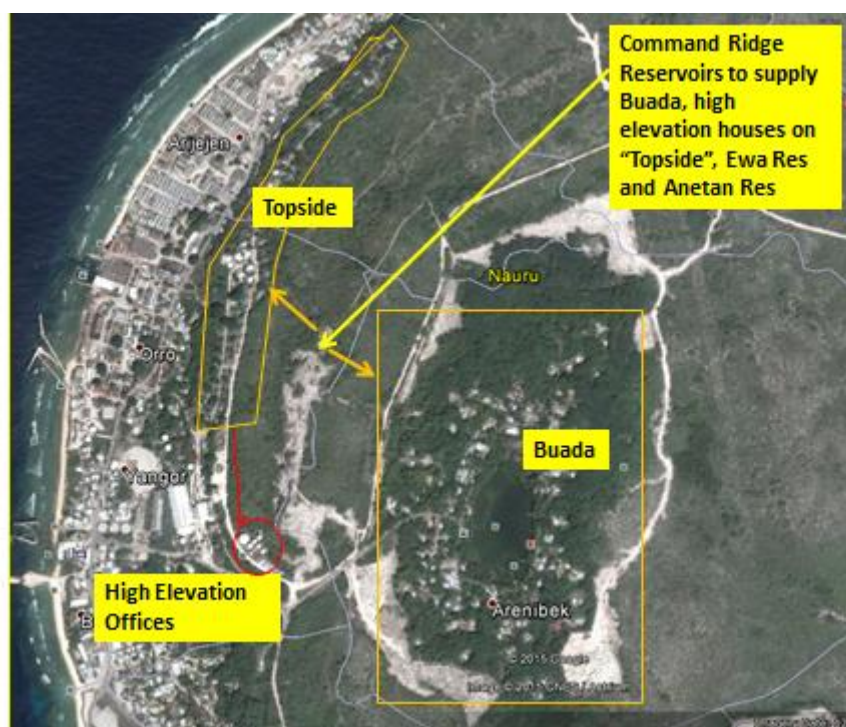 Command Ridge
Reservoirs to supply
Buada, high
elevation houses on
“Topside”, Ewa Res
and Anetan Res
Arijejen
Topside
Nauru
Orro
Buada
Yangor
High Elevation
Offices
Arenibek
© 2015 Google